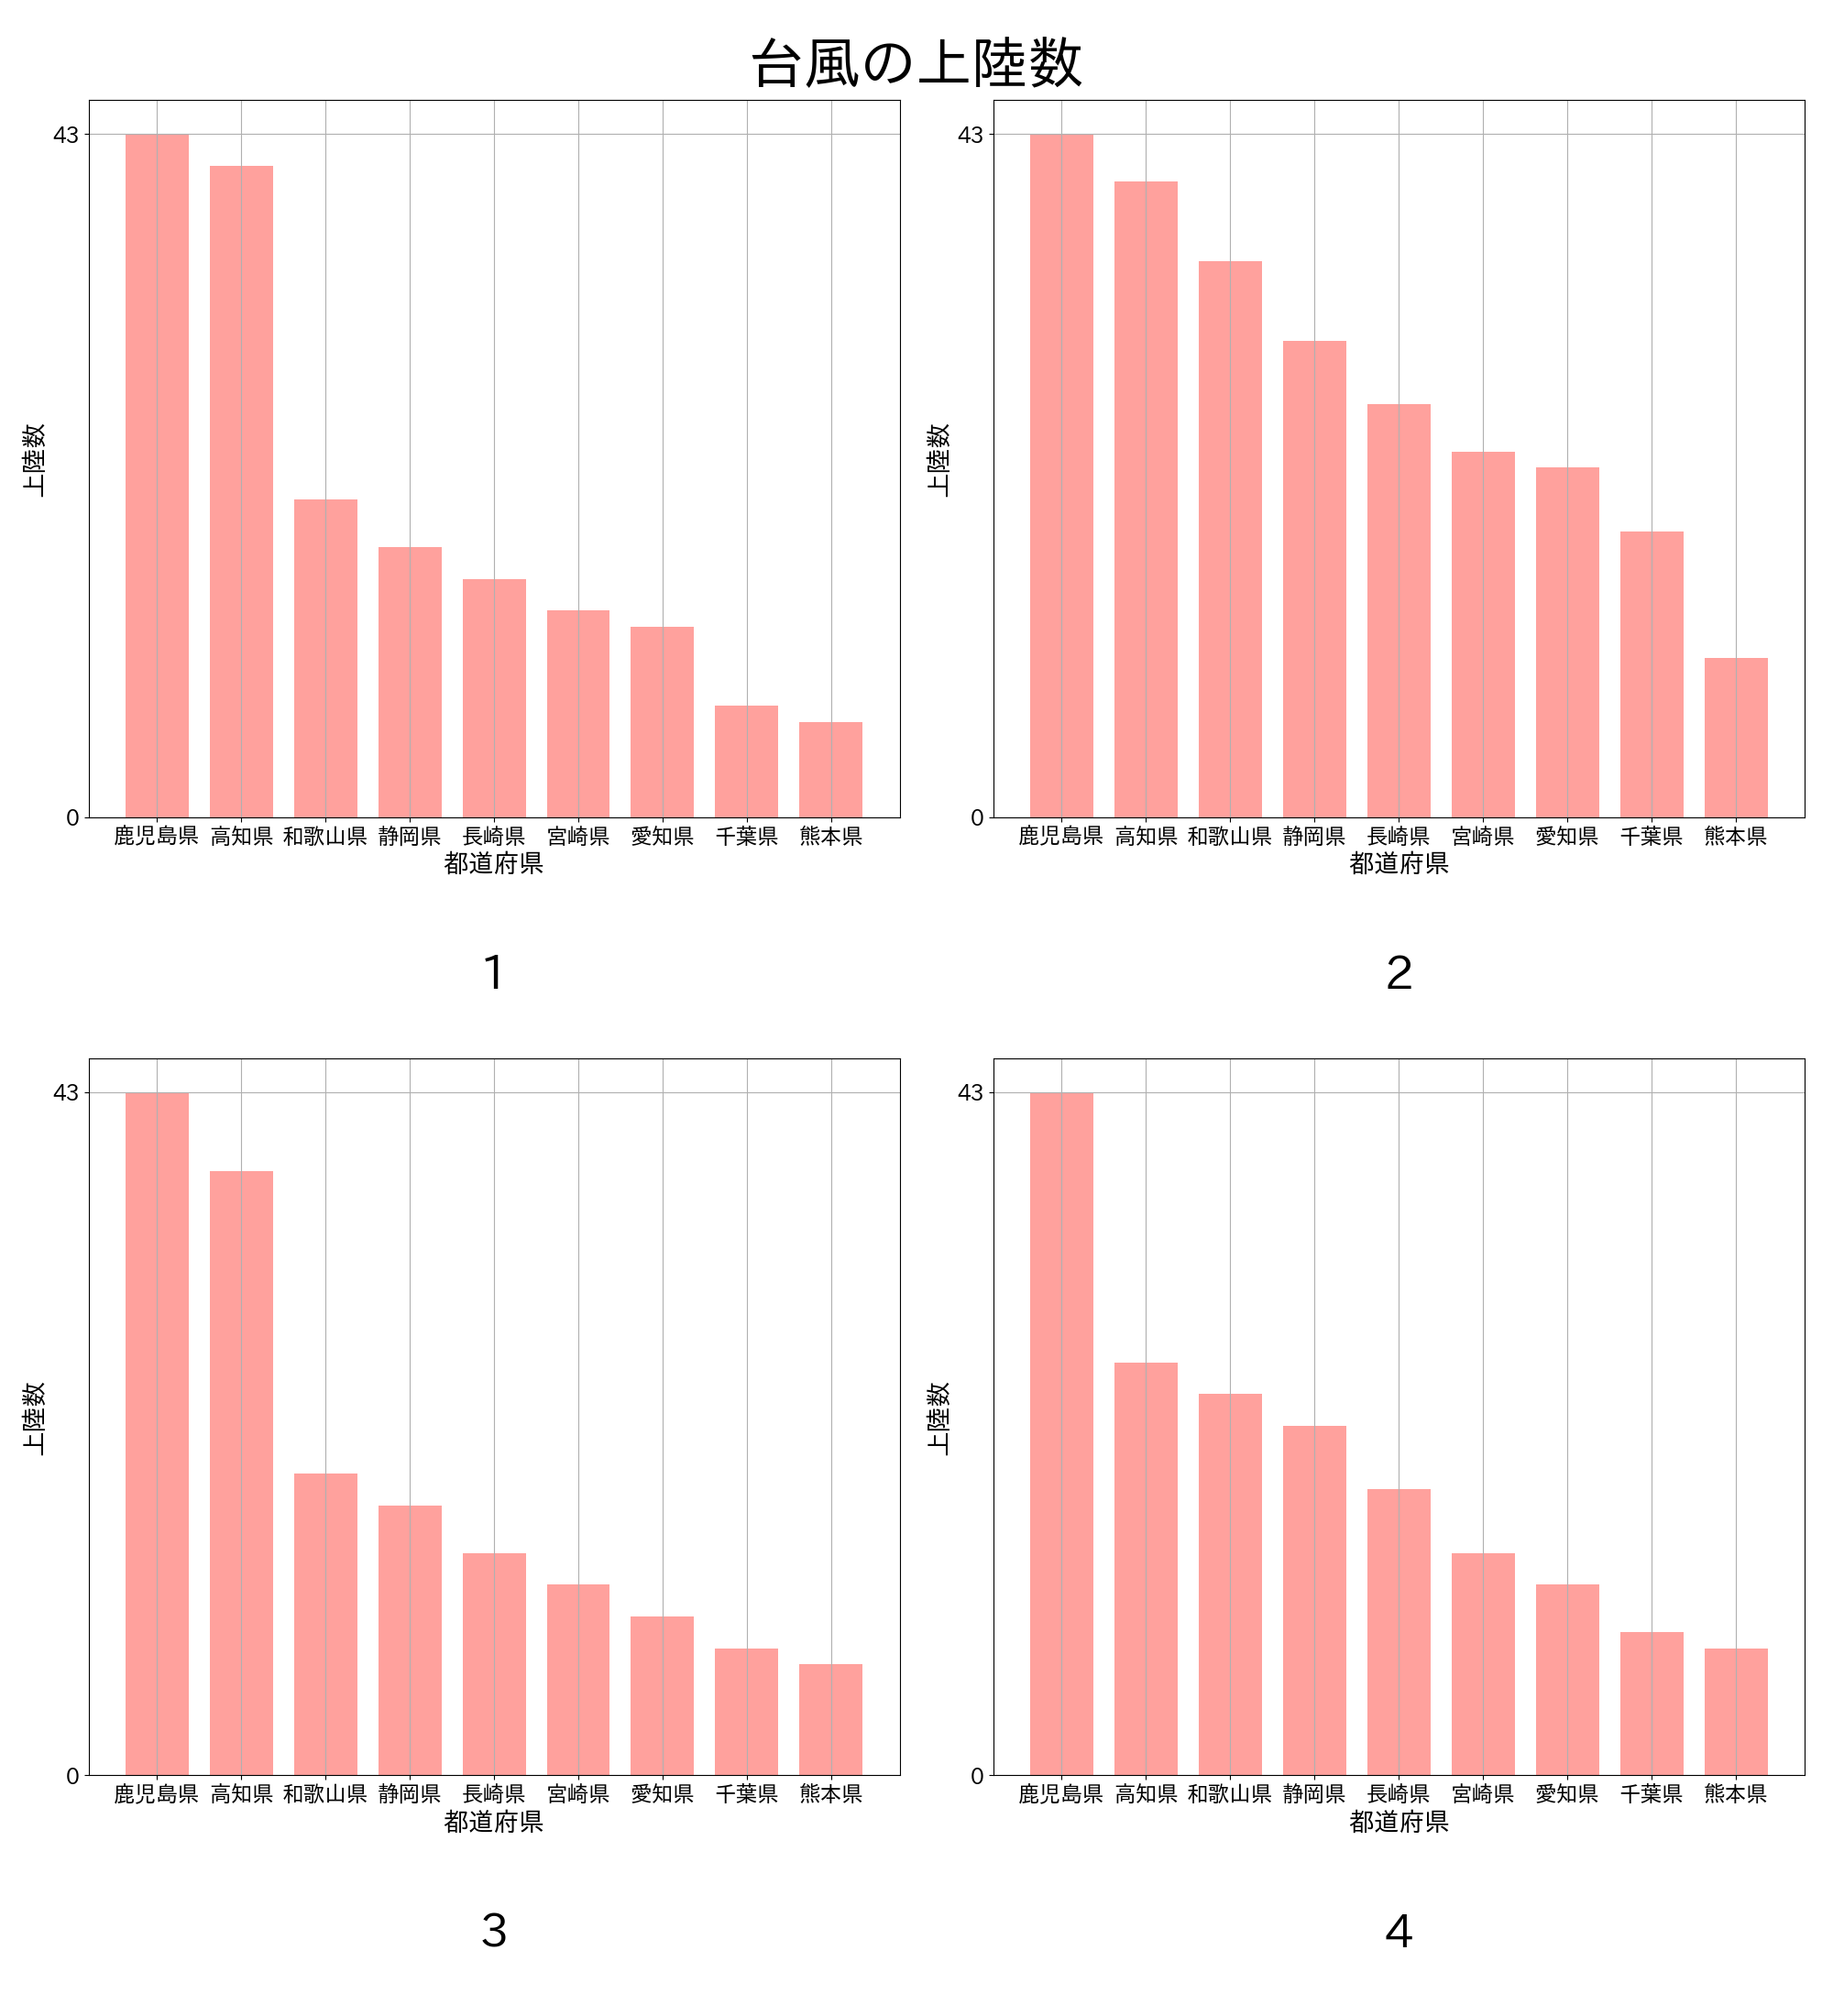 台風の上陸数
43
0
上陸数
鹿児島県 高知県 和歌山県 静岡県 長崎県 宮崎県 愛知県 千葉県 熊本県
都道府県
1
43
0
上陸数
鹿児島県 高知県 和歌山県 静岡県 長崎県 宮崎県 愛知県 千葉県 熊本県
都道府県
2
43
0
上陸数
鹿児島県 高知県 和歌山県 静岡県 長崎県 宮崎県 愛知県 千葉県 熊本県
都道府県
3
43
0
上陸数
鹿児島県 高知県 和歌山県 静岡県 長崎県 宮崎県 愛知県 千葉県 熊本県
都道府県
4